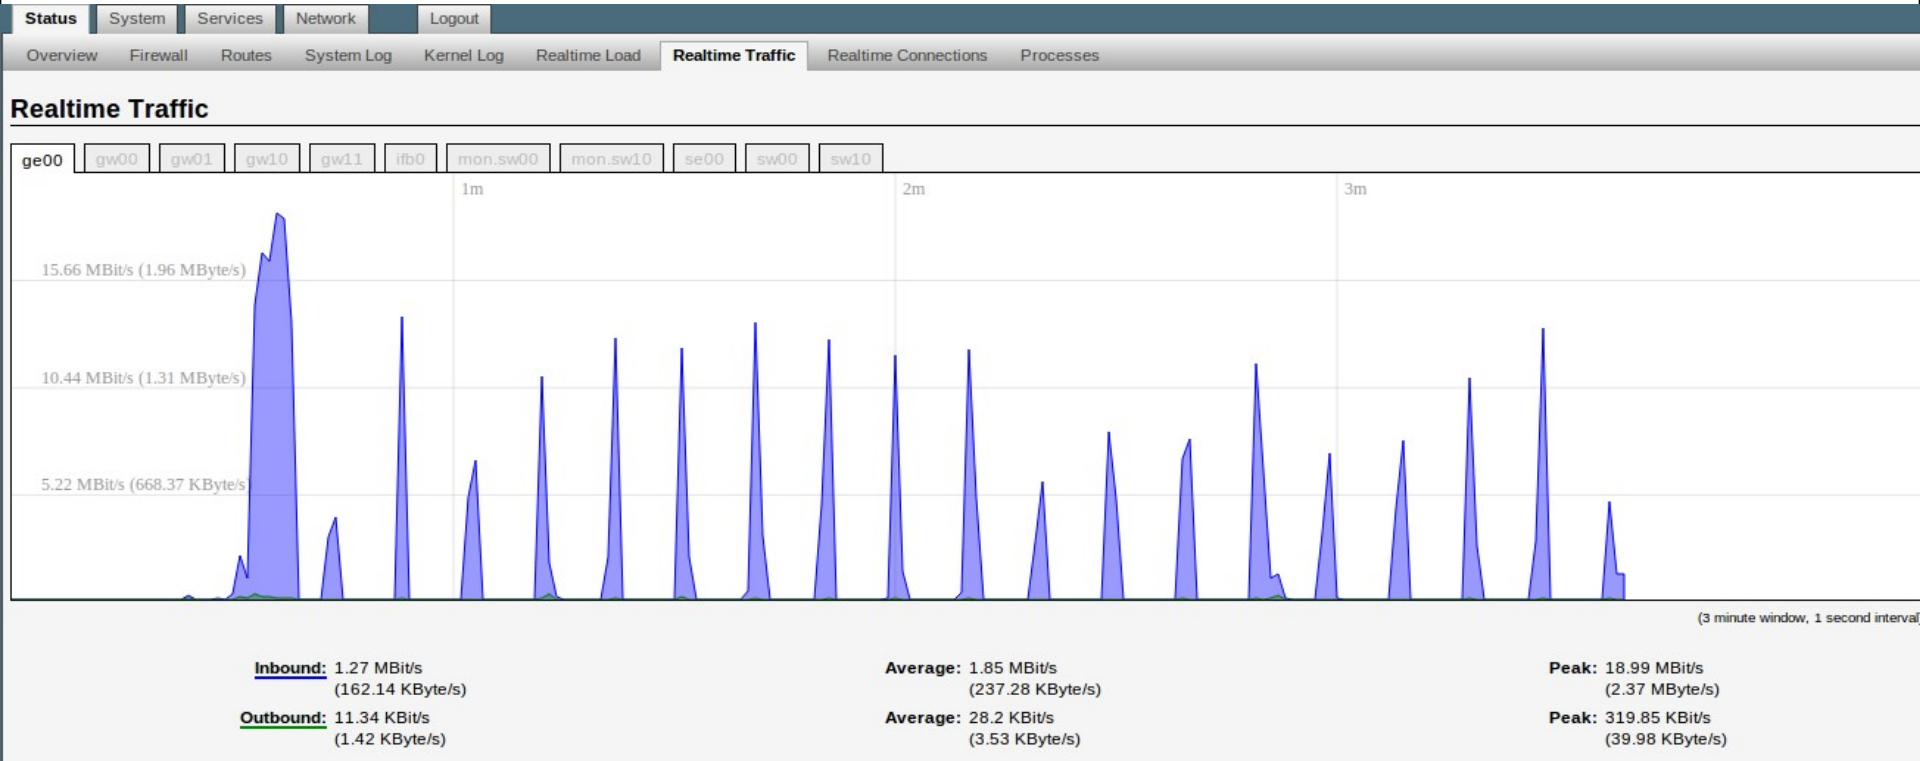 Status System Services Network Logout
Overview Firewall Routes System Log Kernel Log Realtime Load Realtime Traffic Realtime Connections Processes
Realtime Traffic
ge00 gw00 gw01 gw10 gw11 ifb0 mon.sw00 mon.sw10 se00 sw00 sw10
1m 2m 3m
15.66 MBit/s (1.96 MByte/s)
10.44 MBit/s (1.31 MByte/s)
5.22 MBit/s (668.37 KByte/s)
(3 minute window, 1 second interval)
Inbound: 1.27 MBit/s Average: 1.85 MBit/s Peak: 18.99 MBit/s
(162.14 KByte/s) (237.28 KByte/s) (2.37 MByte/s)
Outbound: 11.34 KBit/s Average: 28.2 KBit/s Peak: 319.85 KBit/s
(1.42 KByte/s) (3.53 KByte/s) (39.98 KByte/s)